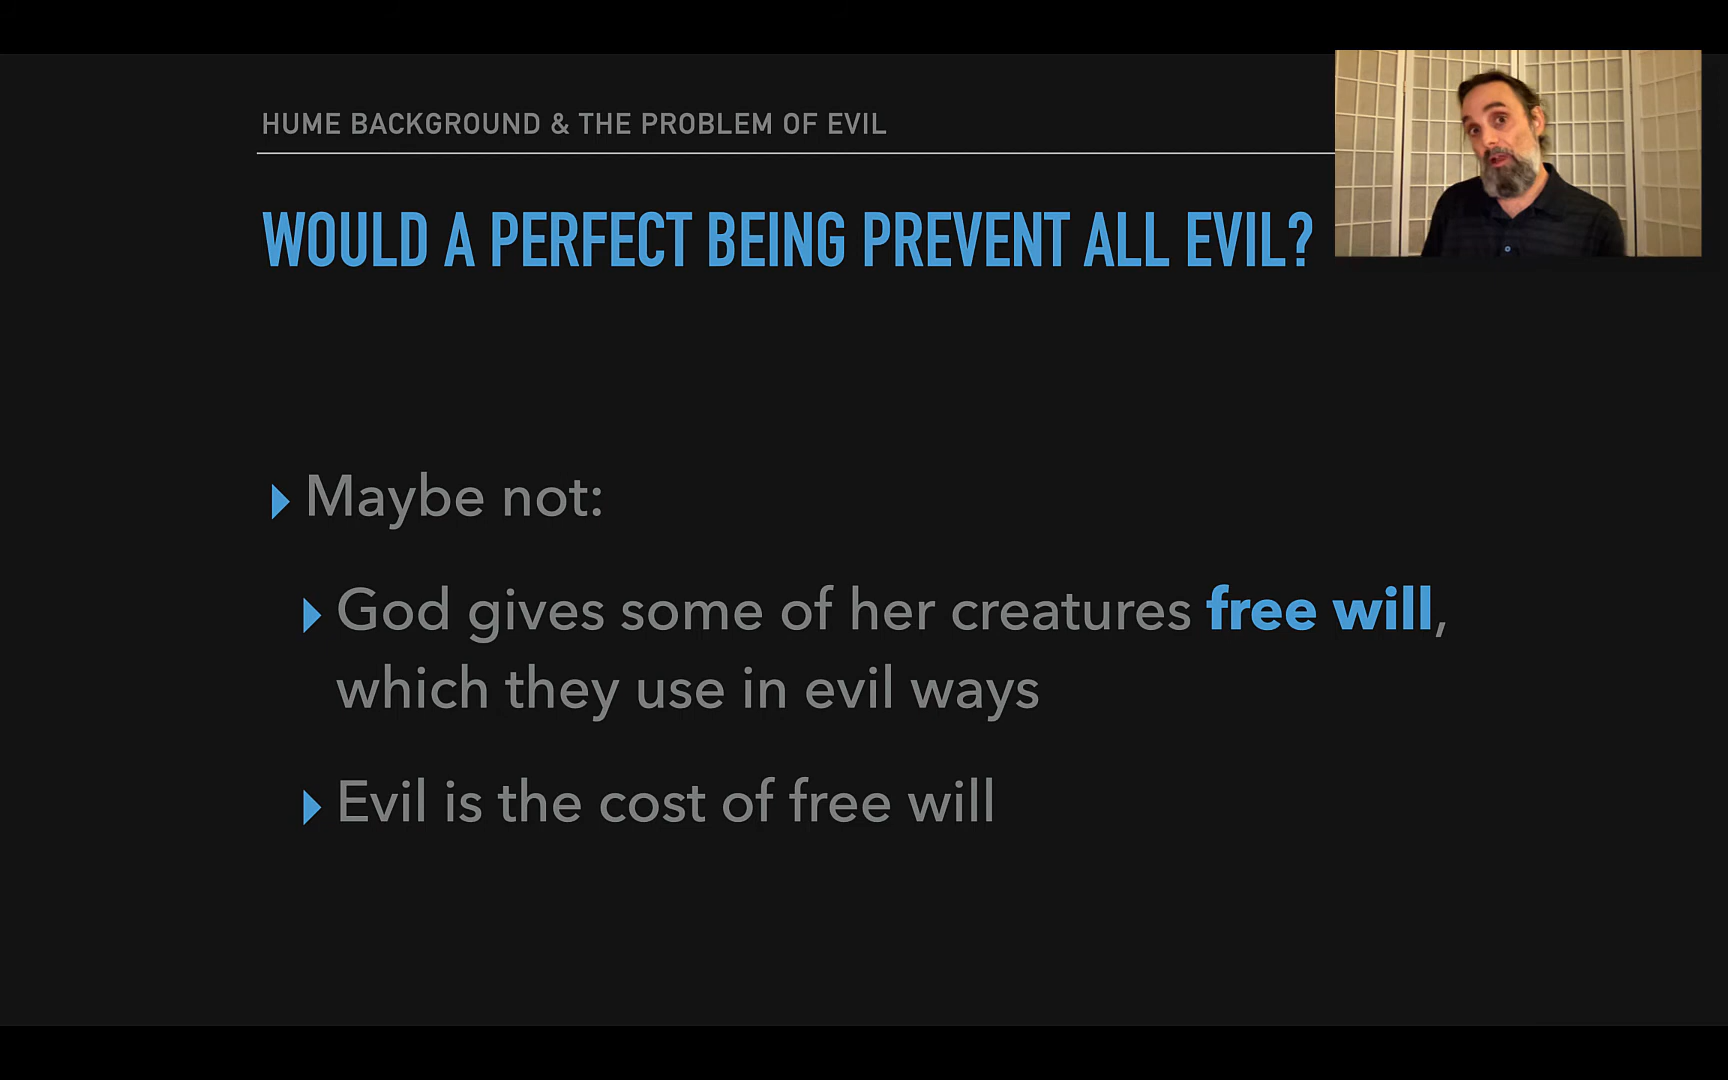 HUME BACKGROUND & THE PROBLEM OF EVIL
WOULD A PERFECT BEING PREVENT ALL EVIL?
Maybe not:
God gives some of her creatures free will,
which they use in evil ways
Evil is the cost of free will